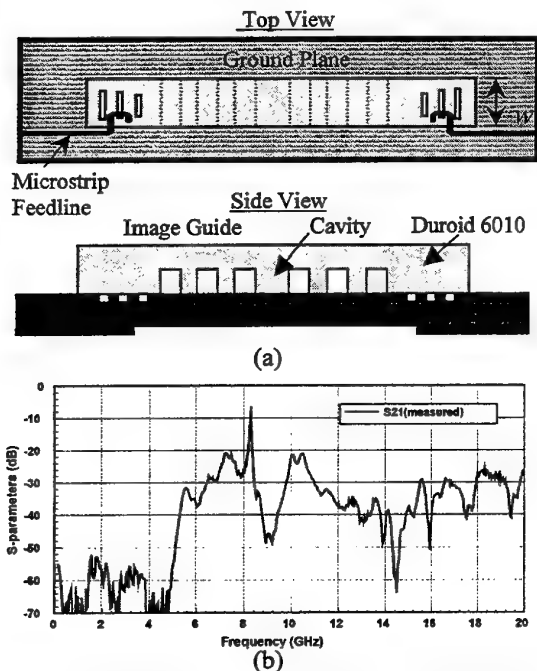 Top View
Ground Plane
W
Microstrip
Feedline
Side View
Image Guide
Cavity
Duroid 6010
(a)
0
-10
-20
-30
-40
-50
-60
-70
S-parameters (dB)
S21(measured)
0 2 4 6 8 10 12 14 16 18 20
Frequency (GHz)
(b)